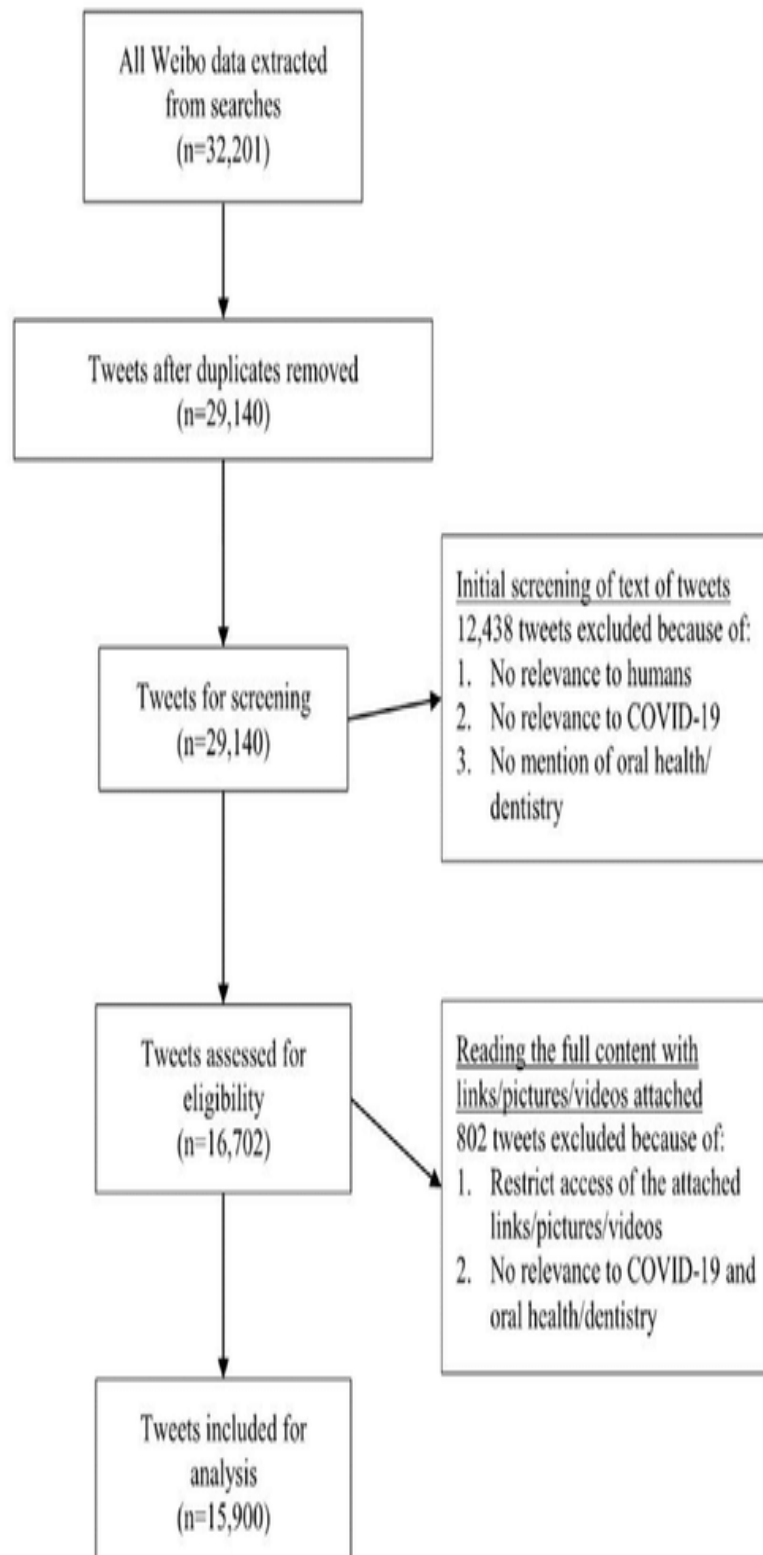 All Weibo data extracted
from searches
(n=32,201)
Tweets after duplicates removed
(n=29,140)
Initial screening of text of tweets
12,438 tweets excluded because of:
1. No relevance to humans
2. No relevance to COVID-19
3. No mention of oral health/
dentistry
Tweets for screening
(n=29,140)
Tweets assessed for
eligibility
(n=16,702)
Reading the full content with
links/pictures/videos attached
802 tweets excluded because of:
1. Restrict access of the attached
links/pictures/videos
2. No relevance to COVID-19 and
oral health/dentistry
Tweets included for
analysis
(n=15,900)